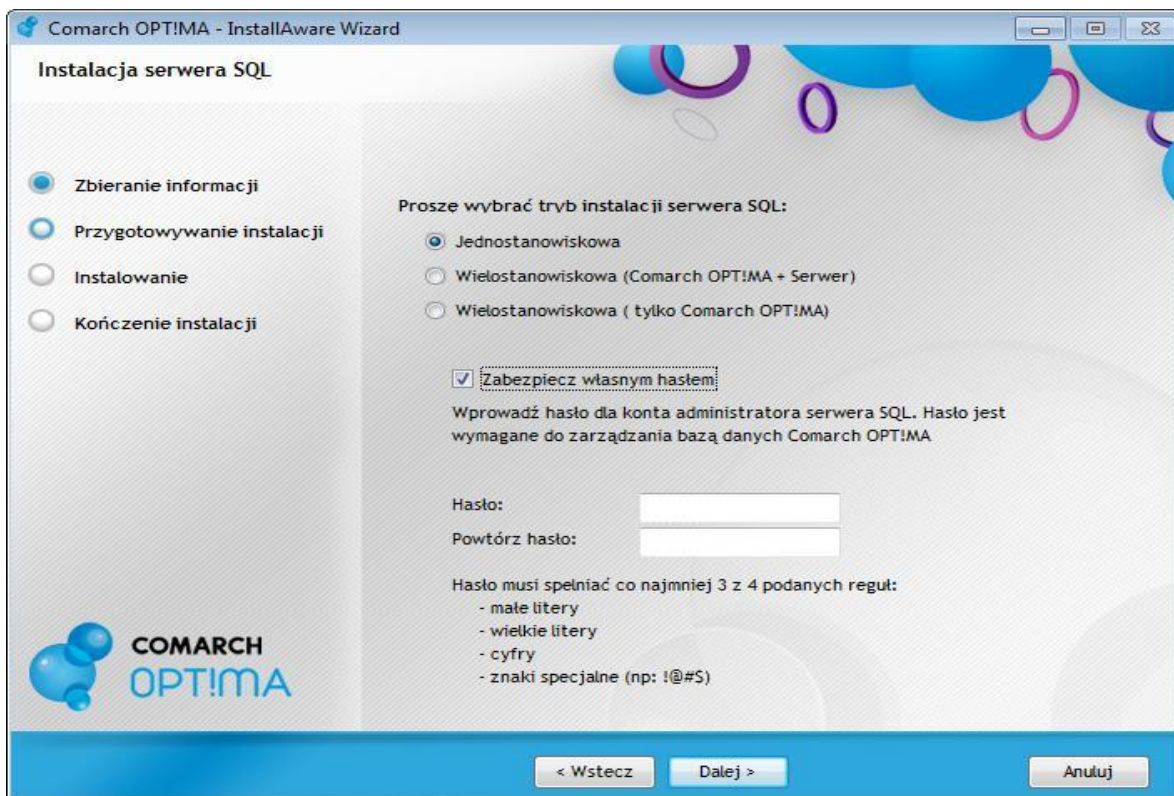 Comarch OPT!MA - InstallAware Wizard
Instalacja serwera SQL
Zbieranie informacji
Przygotowywanie instalacji
Instalowanie
Kończenie instalacji
Proszę wybrać tryb instalacji serwera SQL:
Jednostanowiskowa
Wielostanowiskowa (Comarch OPT!MA + Serwer)
Wielostanowiskowa ( tylko Comarch OPT!MA)
Zabezpiecz własnym hasłem
Wprowadź hasło dla konta administratora serwera SQL. Hasło jest
wymagane do zarządzania bazą danych Comarch OPT!MA
Hasło:
Powtórz hasło:
Hasło musi spełniać co najmniej 3 z 4 podanych reguł:
- małe litery
- wielkie litery
- cyfry
- znaki specjalne (np: !@#$)
COMARCH
OPT!MA
< Wstecz
Dalej >
Anuluj